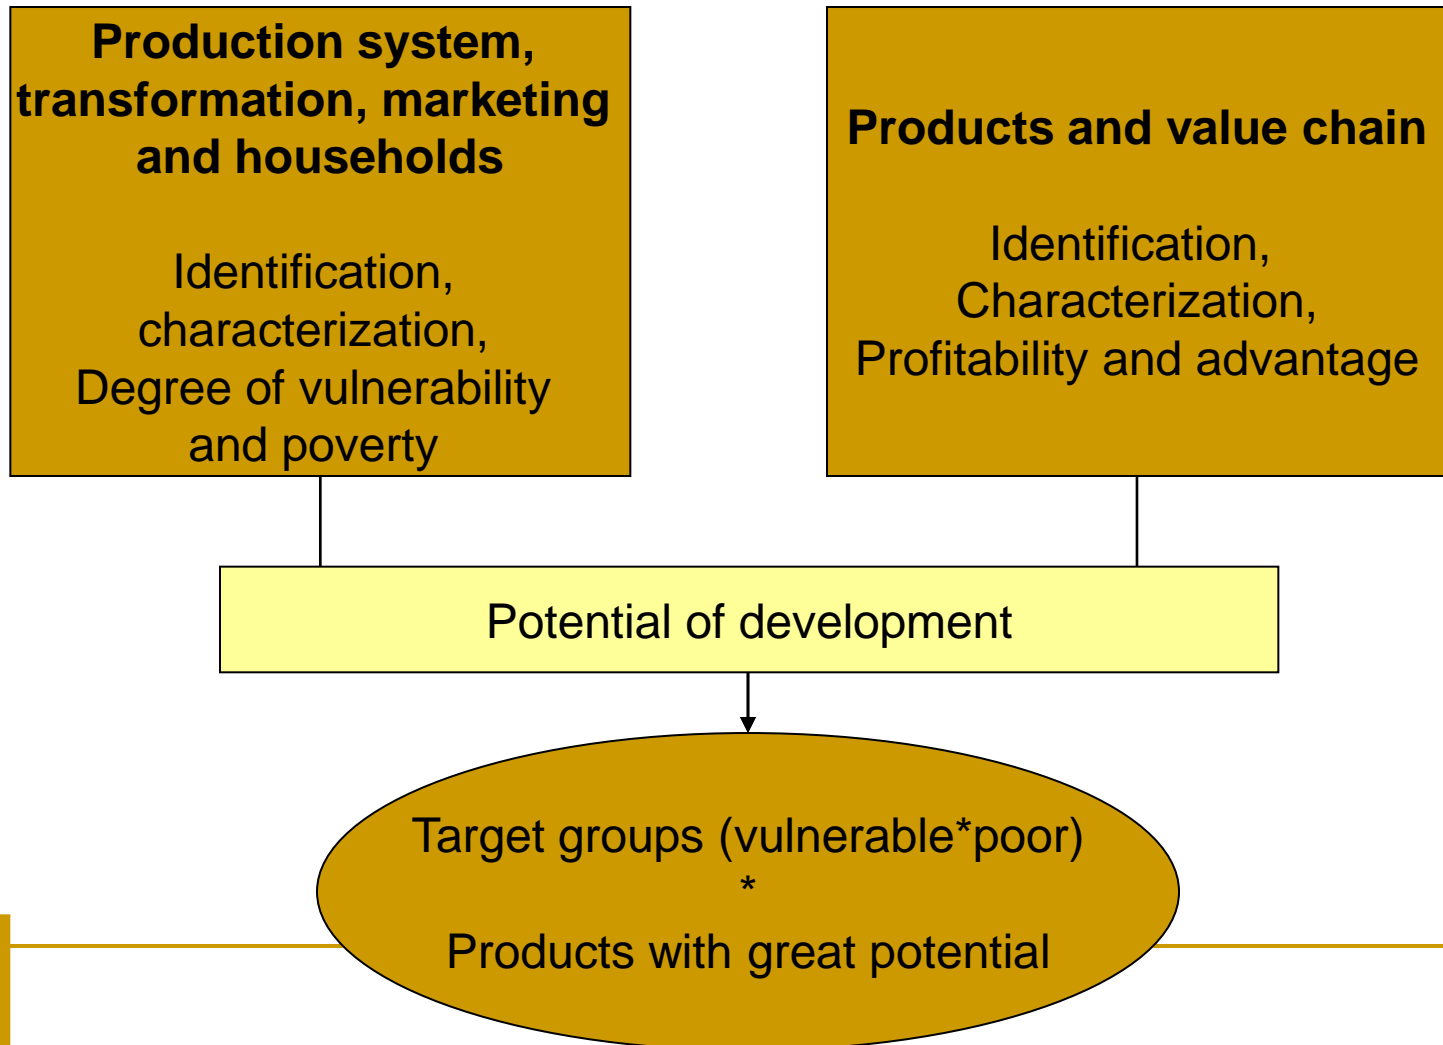 Production system,
transformation, marketing
and households
Identification,
characterization,
Degree of vulnerability
and poverty
Products and value chain
Identification,
Characterization,
Profitability and advantage
Potential of development
Target groups (vulnerable*poor)
*
Products with great potential